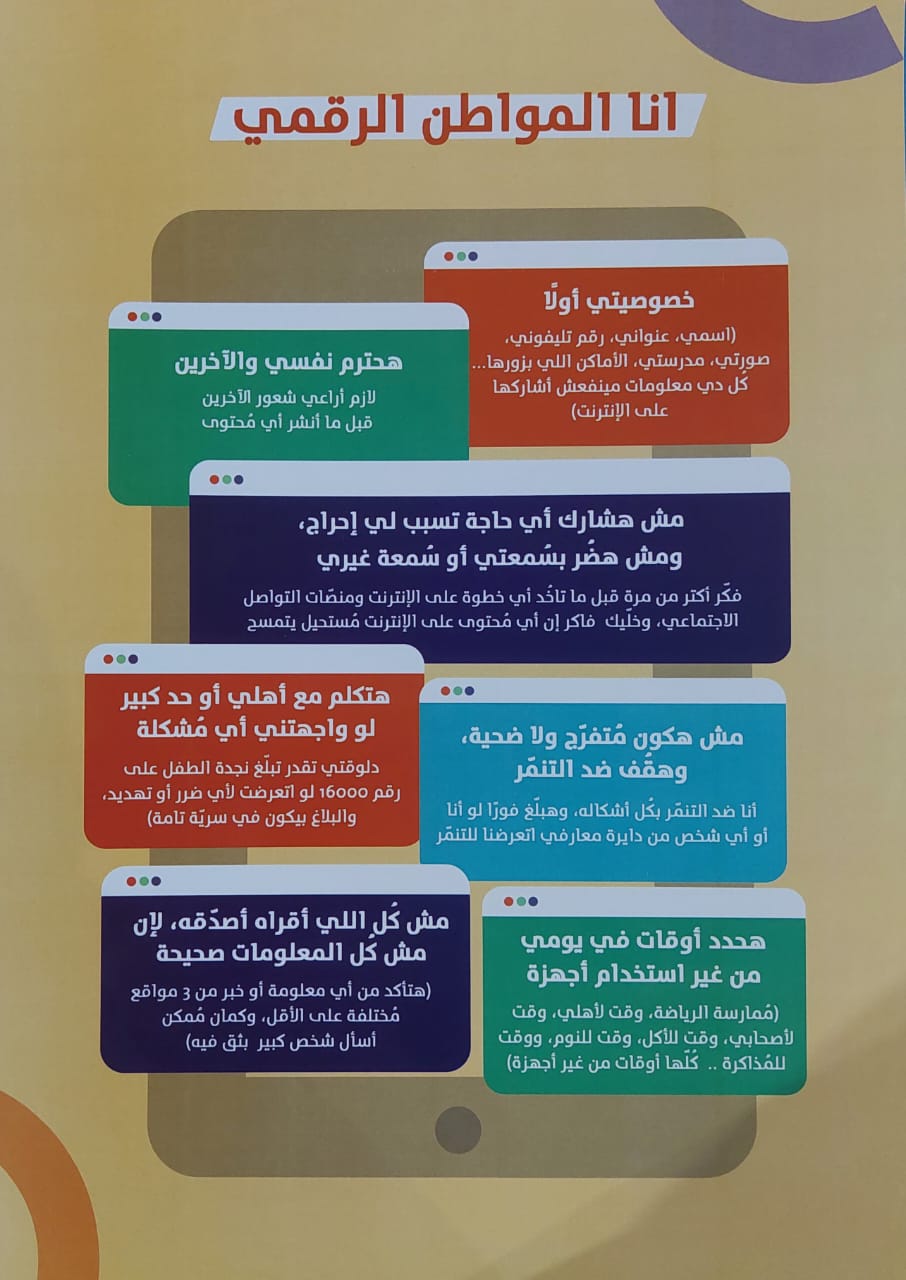 انا المواطن الرقمي
خصوصيتي أولًا
(اسمي، عنواني، رقم تليفوني،
صورتي، مدرستي، الأماكن اللي بزورها...
كُل دي معلومات مينفعش أشاركها
على الإنترنت)
هحترم نفسي والآخرين
لازم أراعي شعور الآخرين
قبل ما أنشر أي مُحتوى
مش هشارك أي حاجة تسبب لي إحراج،
ومش هضُر بسُمعتي أو سُمعة غيري
فكّر أكتر من مرة قبل ما تاخُد أي خطوة على الإنترنت ومنصّات التواصل
الاجتماعي، وخلّيك فاكر إن أي مُحتوى على الإنترنت مُستحيل يتمسح
مش هكون مُتفرّج ولا ضحية،
وهقُف ضد التنمّر
أنا ضد التنمّر بكُل أشكاله، وهبلّغ فورًا لو أنا
أو أي شخص من دايرة معارفي اتعرضنا للتنمّر
هتكلم مع أهلي أو حد كبير
لو واجهتني أي مُشكلة
دلوقتي تقدر تبلّغ نجدة الطفل على
رقم 16000 لو اتعرضت لأي ضرر أو تهديد،
والبلاغ بيكون في سريّة تامة)
هحدد أوقات في يومي
من غير استخدام أجهزة
(مُمارسة الرياضة، وقت لأهلي، وقت
لأصحابي، وقت للأكل، وقت للنوم، ووقت
للمُذاكرة .. كُلّها أوقات من غير أجهزة)
مش كُل اللي أقراه أصدّقه، لإن
مش كُل المعلومات صحيحة
(هتأكد من أي معلومة أو خبر من 3 مواقع
مُختلفة على الأقل، وكمان مُمكن
أسأل شخص كبير بثق فيه)